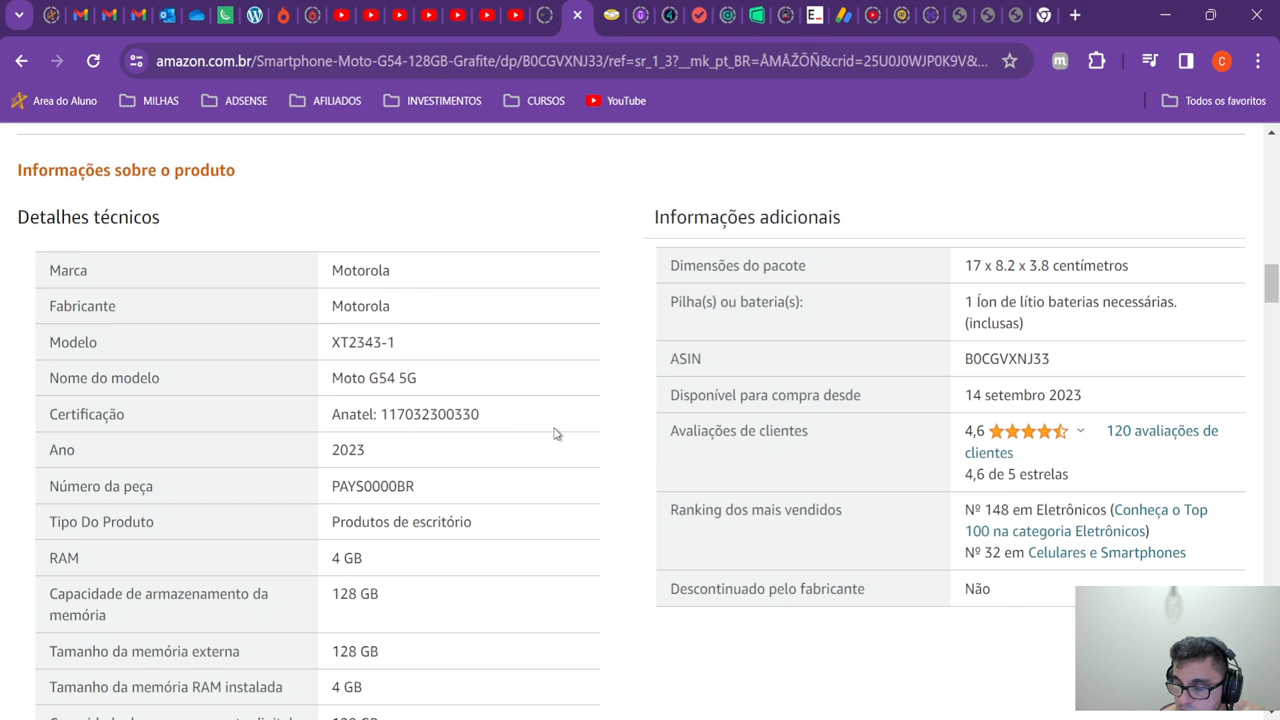 amazon.com.br/Smartphone-Moto-G54-128GB-Grafite/dp/B0CGVXNJ33/ref=sr_1_3?__mk_pt_BR=ÅMÅŽÕÑ&crid=25U0J0WJP0K9V&...
C
Area do Aluno
MILHAS
ADSENSE
AFILIADOS
INVESTIMENTOS
CURSOS
YouTube
Todos os favoritos
Informações sobre o produto
Detalhes técnicos
Marca Motorola
Fabricante Motorola
Modelo XT2343-1
Nome do modelo Moto G54 5G
Certificação Anatel: 117032300330
Ano 2023
Número da peça PAYS0000BR
Tipo Do Produto Produtos de escritório
RAM 4 GB
Capacidade de armazenamento da 128 GB
memória
Tamanho da memória externa 128 GB
Tamanho da memória RAM instalada 4 GB
Informações adicionais
Dimensões do pacote 17 x 8.2 x 3.8 centímetros
Pilha(s) ou bateria(s): 1 Íon de lítio baterias necessárias.
(inclusas)
ASIN B0CGVXNJ33
Disponível para compra desde 14 setembro 2023
Avaliações de clientes 4,6 120 avaliações de
clientes
4,6 de 5 estrelas
Ranking dos mais vendidos Nº 148 em Eletrônicos (Conheça o Top
100 na categoria Eletrônicos)
Nº 32 em Celulares e Smartphones
Descontinuado pelo fabricante Não